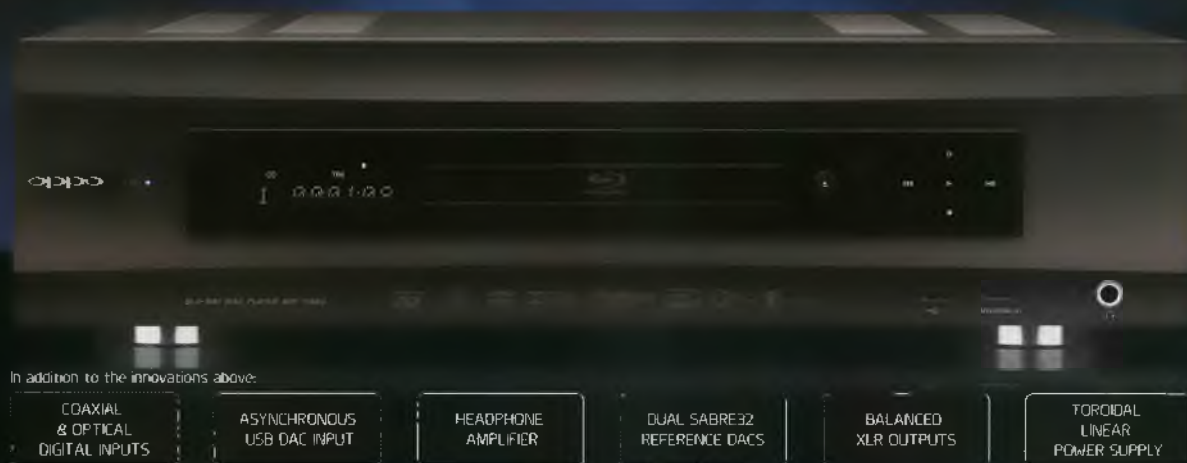 oppo
In addition to the innovations above:
COAXIAL
& OPTICAL
DIGITAL INPUTS
ASYNCHRONOUS
USB DAC INPUT
HEADPHONE
AMPLIFIER
DUAL SABRE32
REFERENCE DACS
BALANCED
XLR OUTPUTS
TOROIDAL
LINEAR
POWER SUPPLY